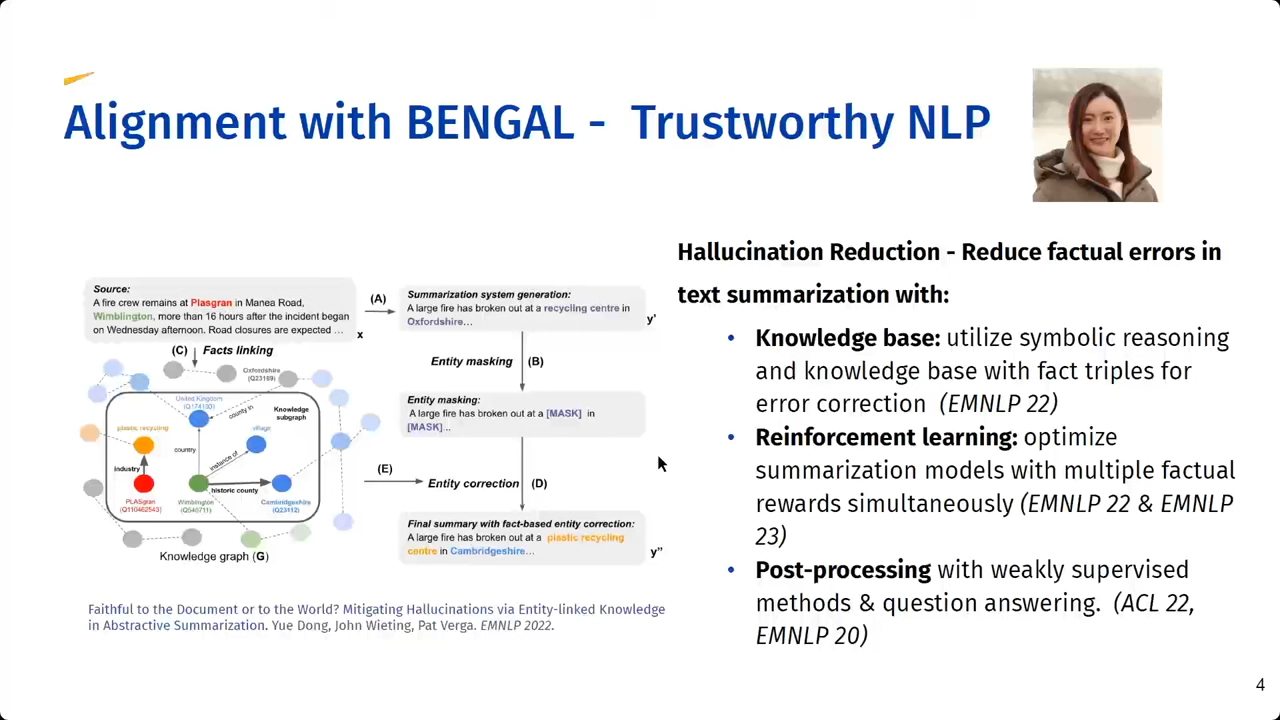 Alignment with BENGAL - Trustworthy NLP
Source:
A fire crew remains at Plasgran in Manea Road,
Wimblington, more than 16 hours after the incident began
on Wednesday afternoon. Road closures are expected ...
x
(A)
Summarization system generation:
A large fire has broken out at a recycling centre in
Oxfordshire...
y'
(C) Facts linking
Entity masking (B)
Oxfordshire
(Q23169)
United Kingdom
(Q174193)
county in
Knowledge
subgraph
plastic recycling
village
country
instance of
industry
historic county
PLASgran
(Q110462543)
Wimblington
(Q545711)
Cambridgeshire
(Q23112)
Knowledge graph (G)
Entity masking:
A large fire has broken out at a [MASK] in
[MASK]...
(E)
Entity correction (D)
Final summary with fact-based entity correction:
A large fire has broken out at a plastic recycling
centre in Cambridgeshire...
y"
Faithful to the Document or to the World? Mitigating Hallucinations via Entity-linked Knowledge
in Abstractive Summarization. Yue Dong, John Wieting, Pat Verga. EMNLP 2022.
Hallucination Reduction - Reduce factual errors in
text summarization with:
• Knowledge base: utilize symbolic reasoning
and knowledge base with fact triples for
error correction (EMNLP 22)
• Reinforcement learning: optimize
summarization models with multiple factual
rewards simultaneously (EMNLP 22 & EMNLP
23)
• Post-processing with weakly supervised
methods & question answering. (ACL 22,
EMNLP 20)
4